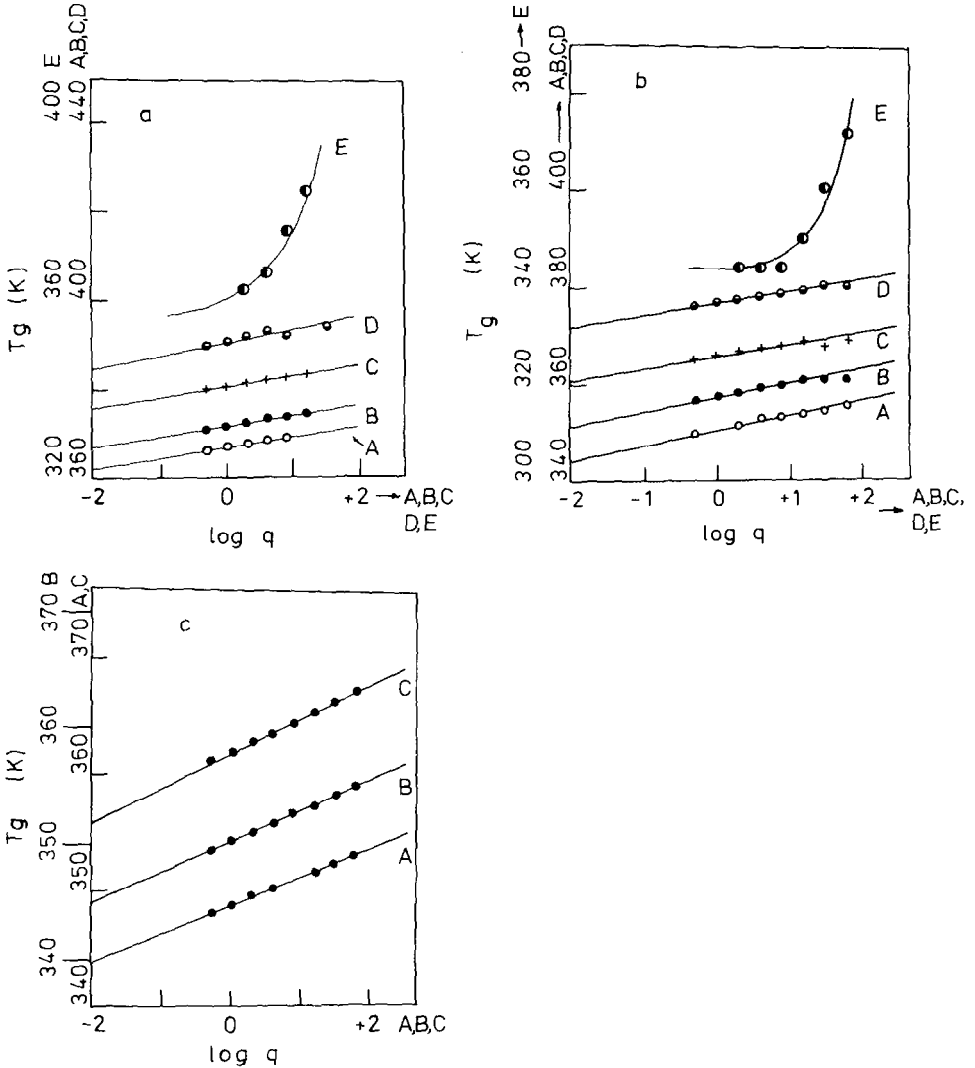 400 E
440 A,B,C,D
360
400
320
360
Tg (K)
a
E
D
C
B
A
-2
0
+2 → A,B,C
D,E
log q
380 → E
400 → A,B,C,D
360
380
340
360
320
340
300
Tg (K)
b
E
D
C
B
A
-2
-1
0
+1
+2 → A,B,C,
D,E
log q
370 B
370 A,C
360
360
350
350
340
340
Tg (K)
c
C
B
A
-2
0
+2
A,B,C
log q